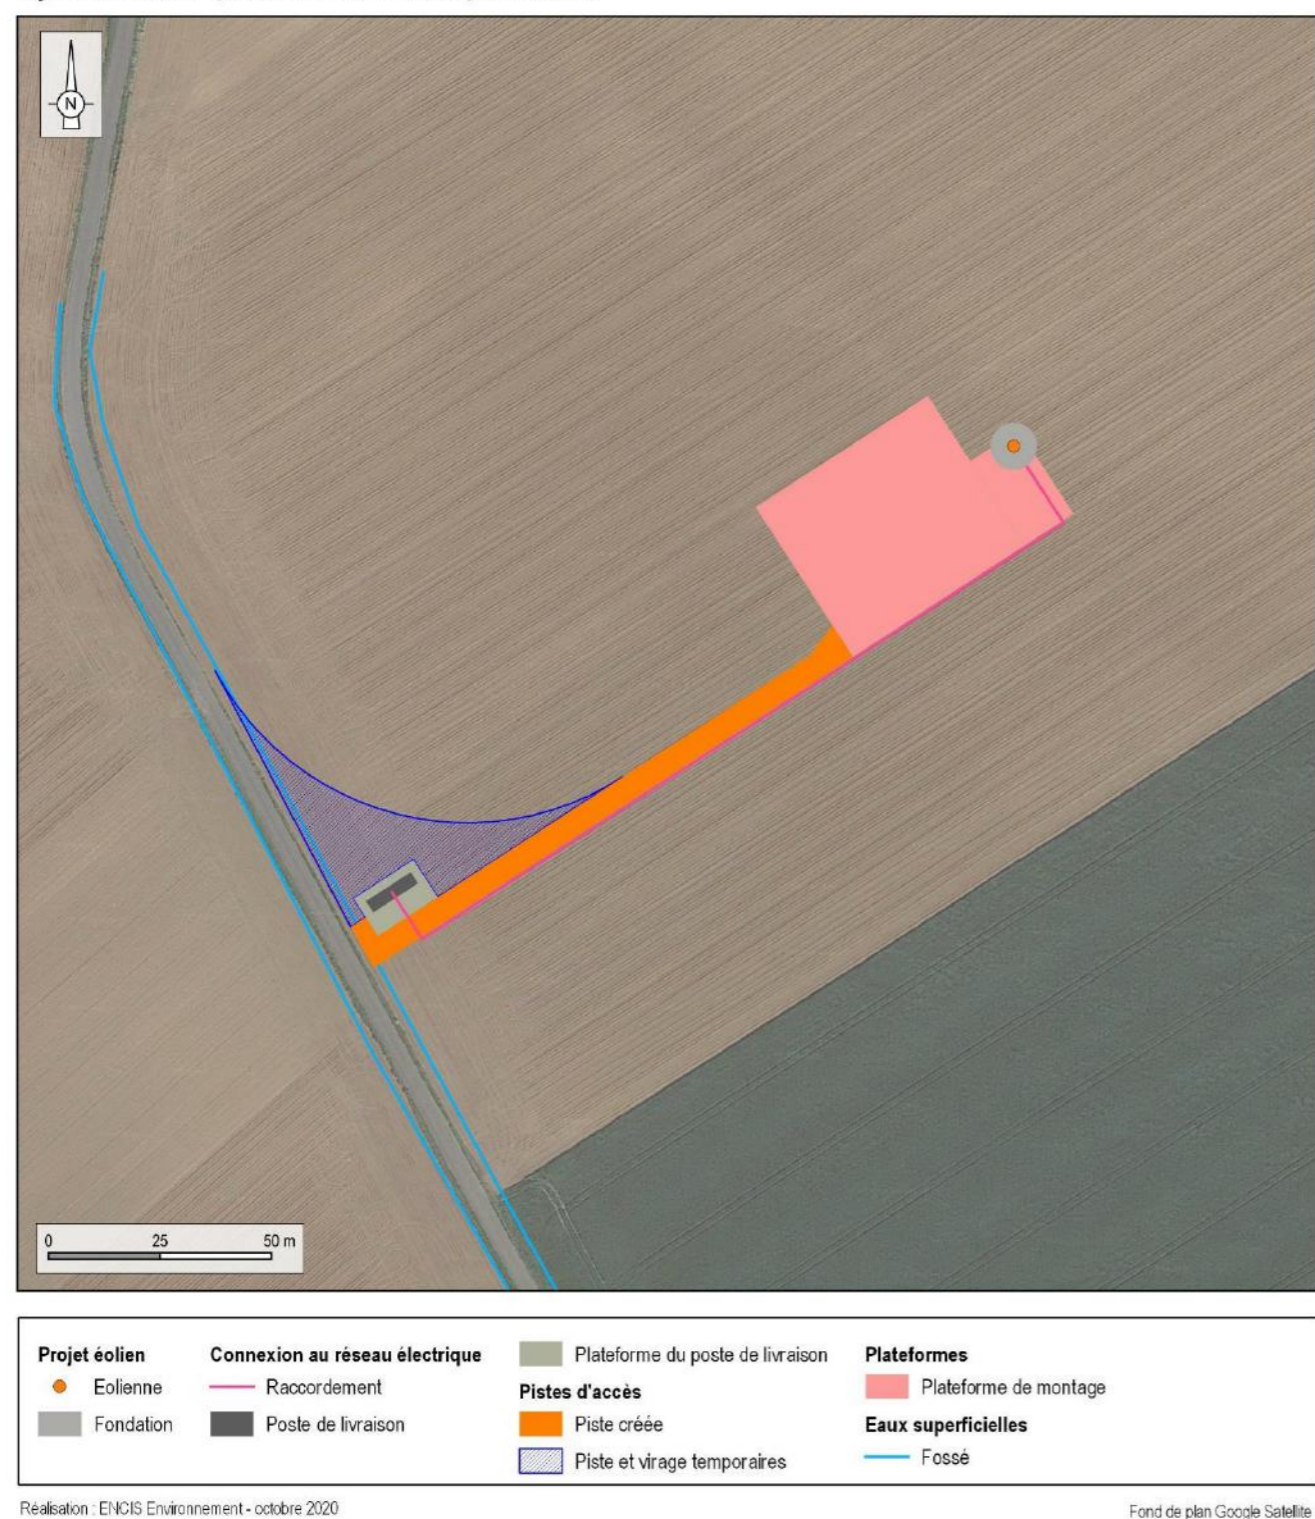 N
0 25 50 m
Projet éolien
Eolienne
Fondation
Connexion au réseau électrique
Raccordement
Poste de livraison
Plateforme du poste de livraison
Pistes d'accès
Piste créée
Piste et virage temporaires
Plateformes
Plateforme de montage
Eaux superficielles
Fossé
Réalisation : ENCIS Environnement - octobre 2020
Fond de plan Google Satellite